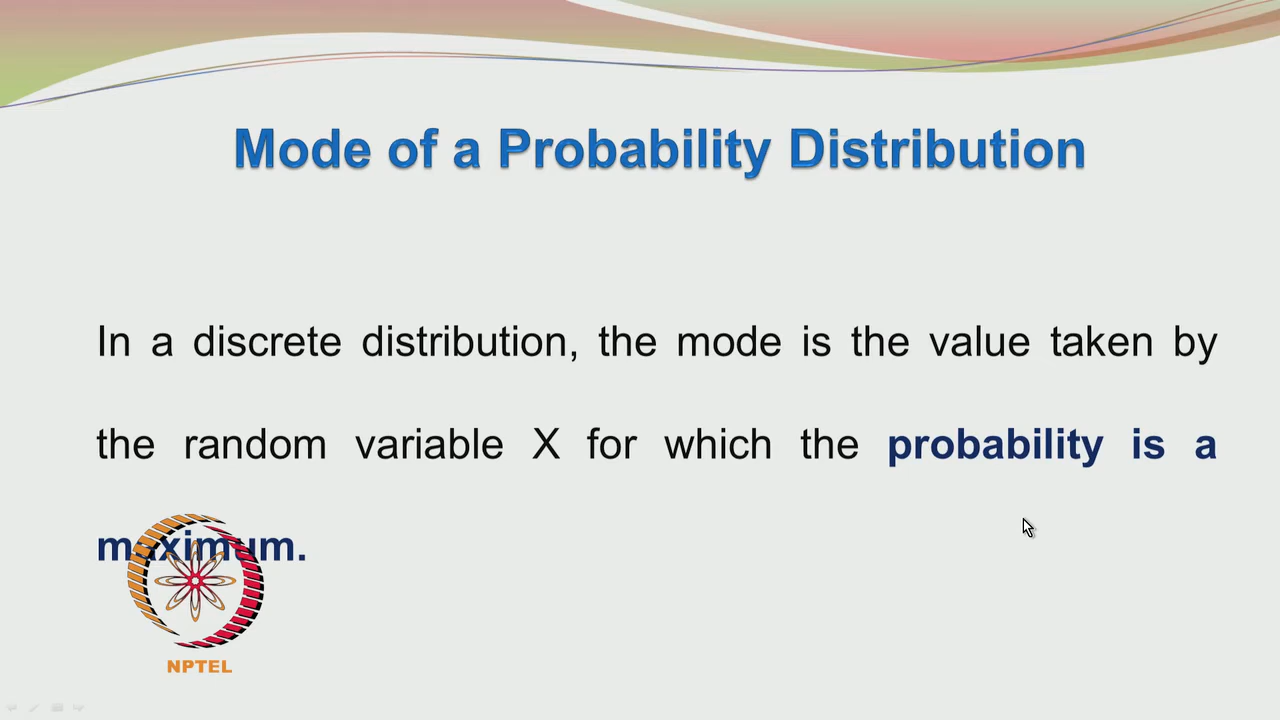 Mode of a Probability Distribution
In a discrete distribution, the mode is the value taken by
the random variable X for which the probability is a
maximum.
NPTEL